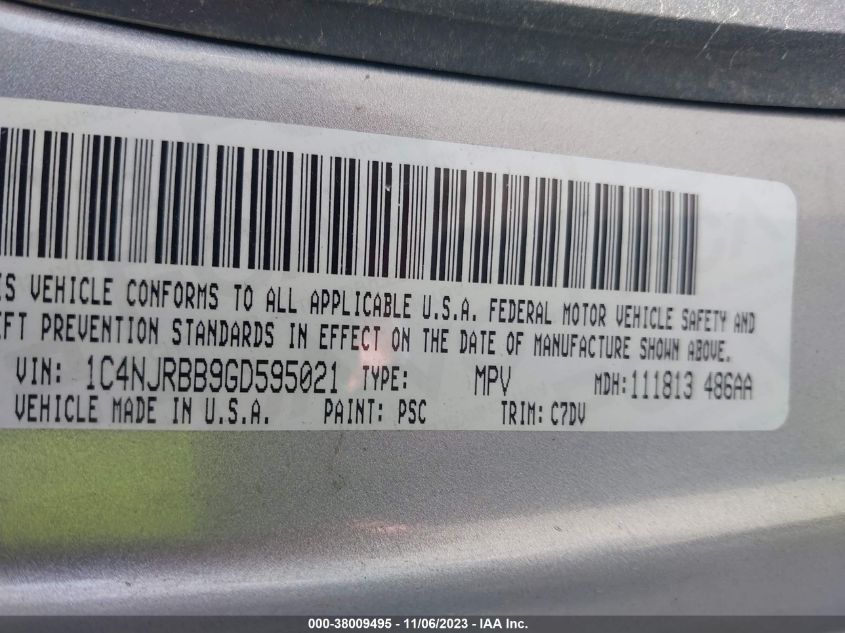 VEHICLE CONFORMS TO ALL APPLICABLE U.S.A. FEDERAL MOTOR VEHICLE SAFETY AND
PREVENTION STANDARDS IN EFFECT ON THE DATE OF MANUFACTURE SHOWN ABOVE.
VIN: 1C4NJRBB9GD595021 TYPE: MPV MDH:111813 486AA
VEHICLE MADE IN U.S.A. PAINT: PSC TRIM: C7DV
000-38009495 - 11/06/2023 - IAA Inc.